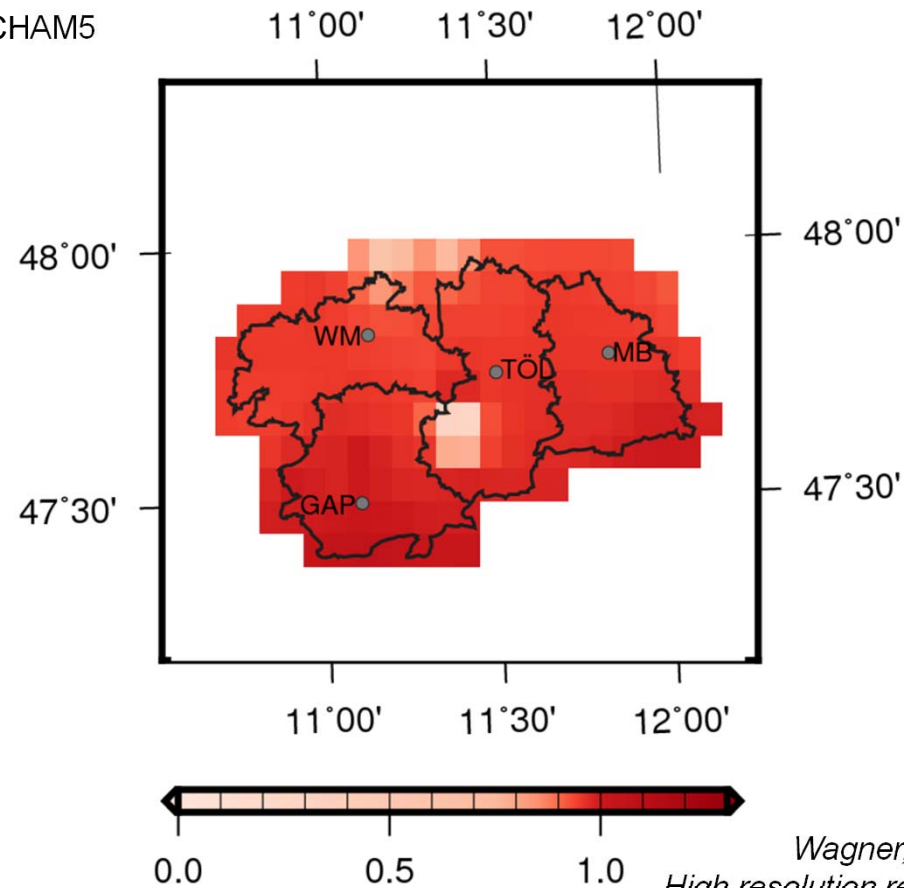 CHAM5
11°00' 11°30' 12°00'
48°00' 48°00'
WM MB
TÖL
GAP
47°30' 47°30'
11°00' 11°30' 12°00'
0.0 0.5 1.0
Wagner,
High resolution re